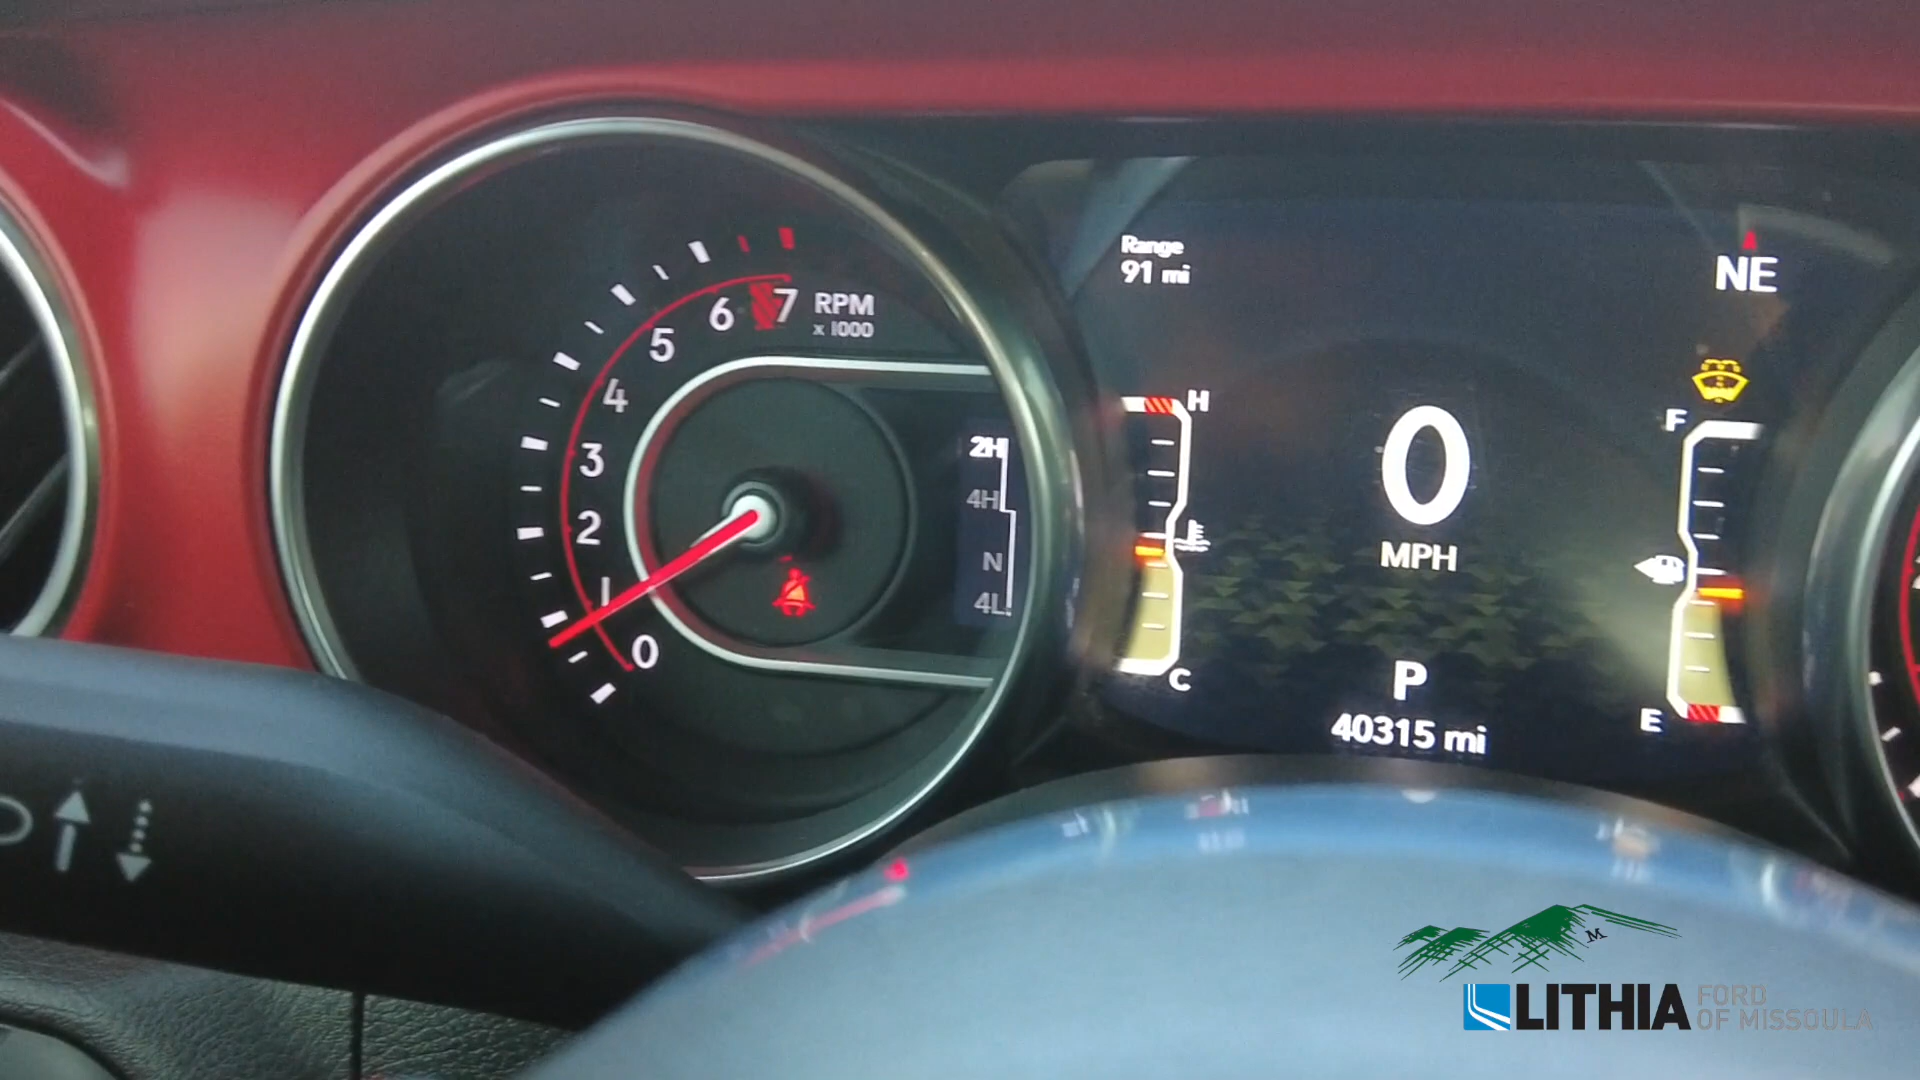 7
6
5
4
3
2
1
0
RPM
x 1000
2H
4H
N
4L
Range
91 mi
NE
H
C
0
MPH
F
E
P
40315 mi
M
LITHIA FORD
OF MISSOULA